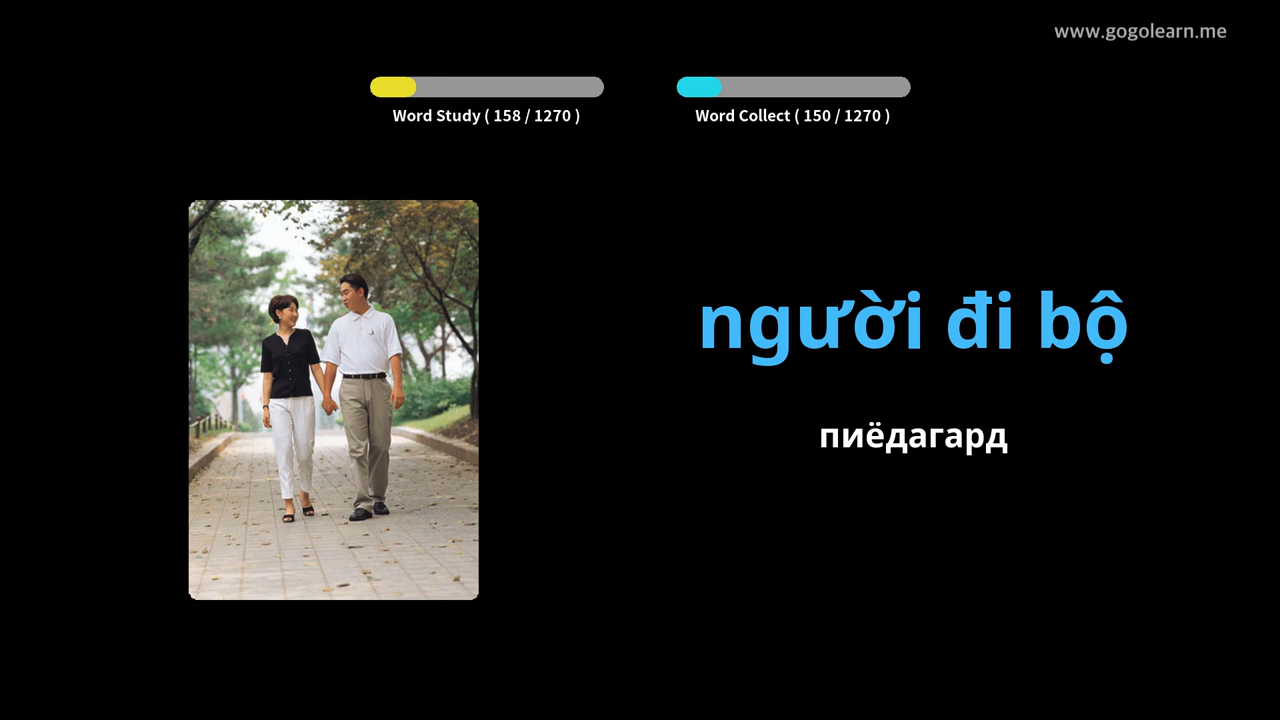 www.gogolearn.me
Word Study ( 158 / 1270 )
Word Collect ( 150 / 1270 )
người đi bộ
пиёдагард